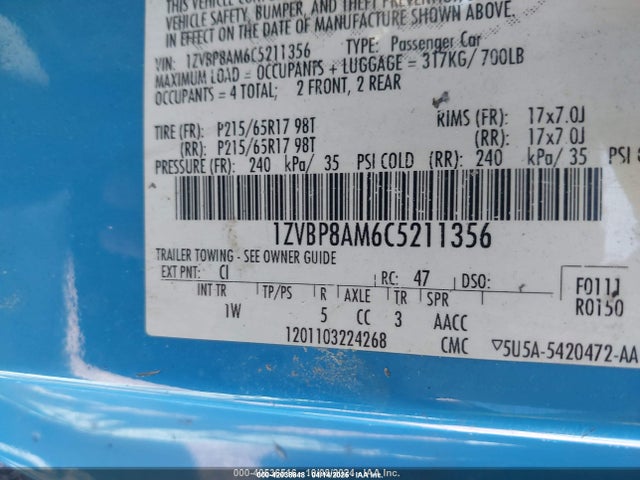 THIS VEHICLE
VEHICLE SAFETY, BUMPER, AND THEFT PREVENTION
IN EFFECT ON THE DATE OF MANUFACTURE SHOWN ABOVE.
VIN: 1ZVBP8AM6C5211356 TYPE: Passenger Car
MAXIMUM LOAD = OCCUPANTS + LUGGAGE = 317KG/ 700LB
OCCUPANTS = 4 TOTAL; 2 FRONT, 2 REAR
TIRE (FR): P215/65R17 98T RIMS (FR): 17x7.0J
(RR): P215/65R17 98T (RR): 17x7.0J
PRESSURE (FR): 240 kPa/ 35 PSI COLD (RR): 240 kPa/ 35 PSI
1ZVBP8AM6C5211356
TRAILER TOWING - SEE OWNER GUIDE
EXT PNT: CI RC: 47 DSO: F011J
INT TR TP/PS R AXLE TR SPR R0150
1W 5 CC 3 AACC
1201103224268 CMC ▽5U5A-5420472-AA